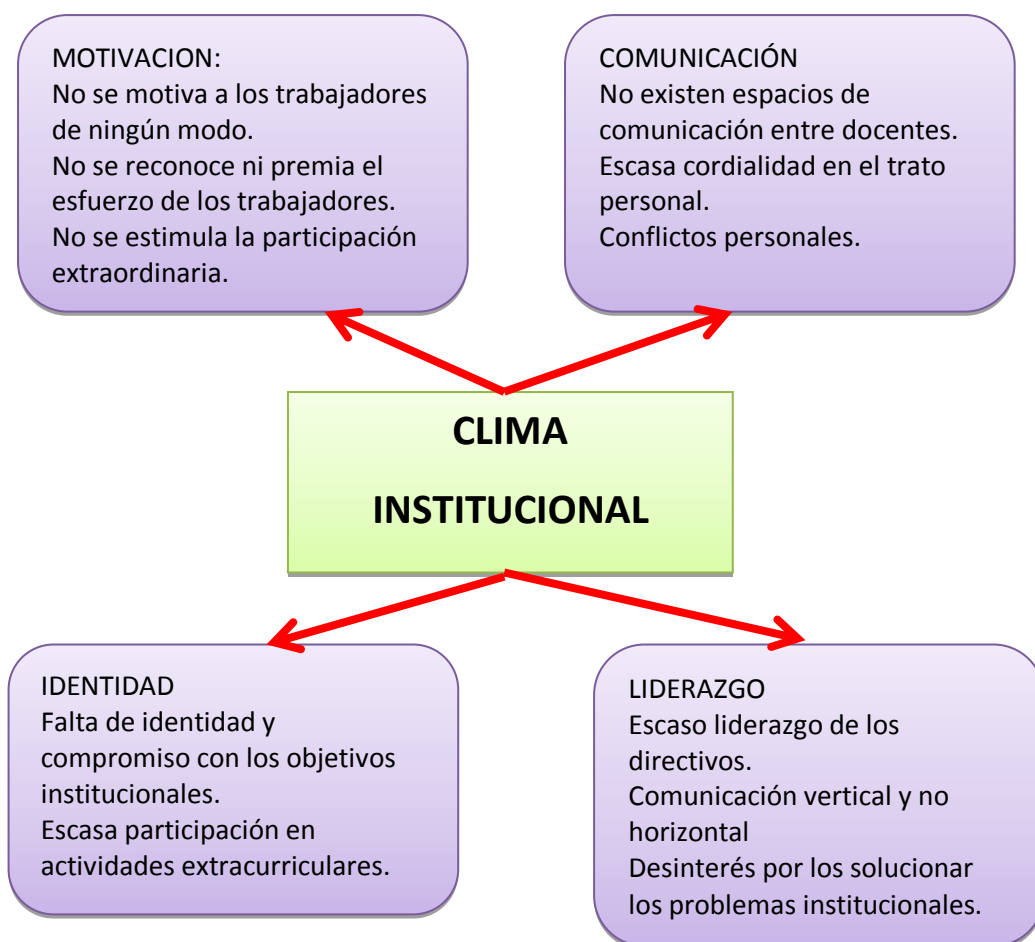 MOTIVACION:
No se motiva a los trabajadores
de ningún modo.
No se reconoce ni premia el
esfuerzo de los trabajadores.
No se estimula la participación
extraordinaria.
COMUNICACIÓN
No existen espacios de
comunicación entre docentes.
Escasa cordialidad en el trato
personal.
Conflictos personales.
CLIMA
INSTITUCIONAL
IDENTIDAD
Falta de identidad y
compromiso con los objetivos
institucionales.
Escasa participación en
actividades extracurriculares.
LIDERAZGO
Escaso liderazgo de los
directivos.
Comunicación vertical y no
horizontal
Desinterés por los solucionar
los problemas institucionales.